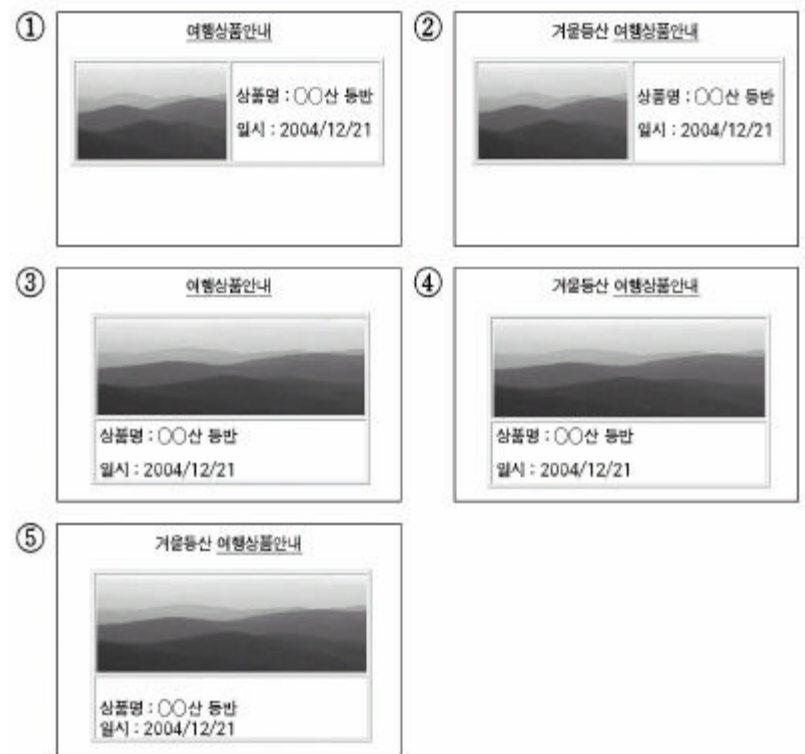 ①
여행상품안내
상품명 : ○○산 등반
일시 : 2004/12/21
②
겨울등산 여행상품안내
상품명 : ○○산 등반
일시 : 2004/12/21
③
여행상품안내
상품명 : ○○산 등반
일시 : 2004/12/21
④
겨울등산 여행상품안내
상품명 : ○○산 등반
일시 : 2004/12/21
⑤
겨울등산 여행상품안내
상품명 : ○○산 등반
일시 : 2004/12/21